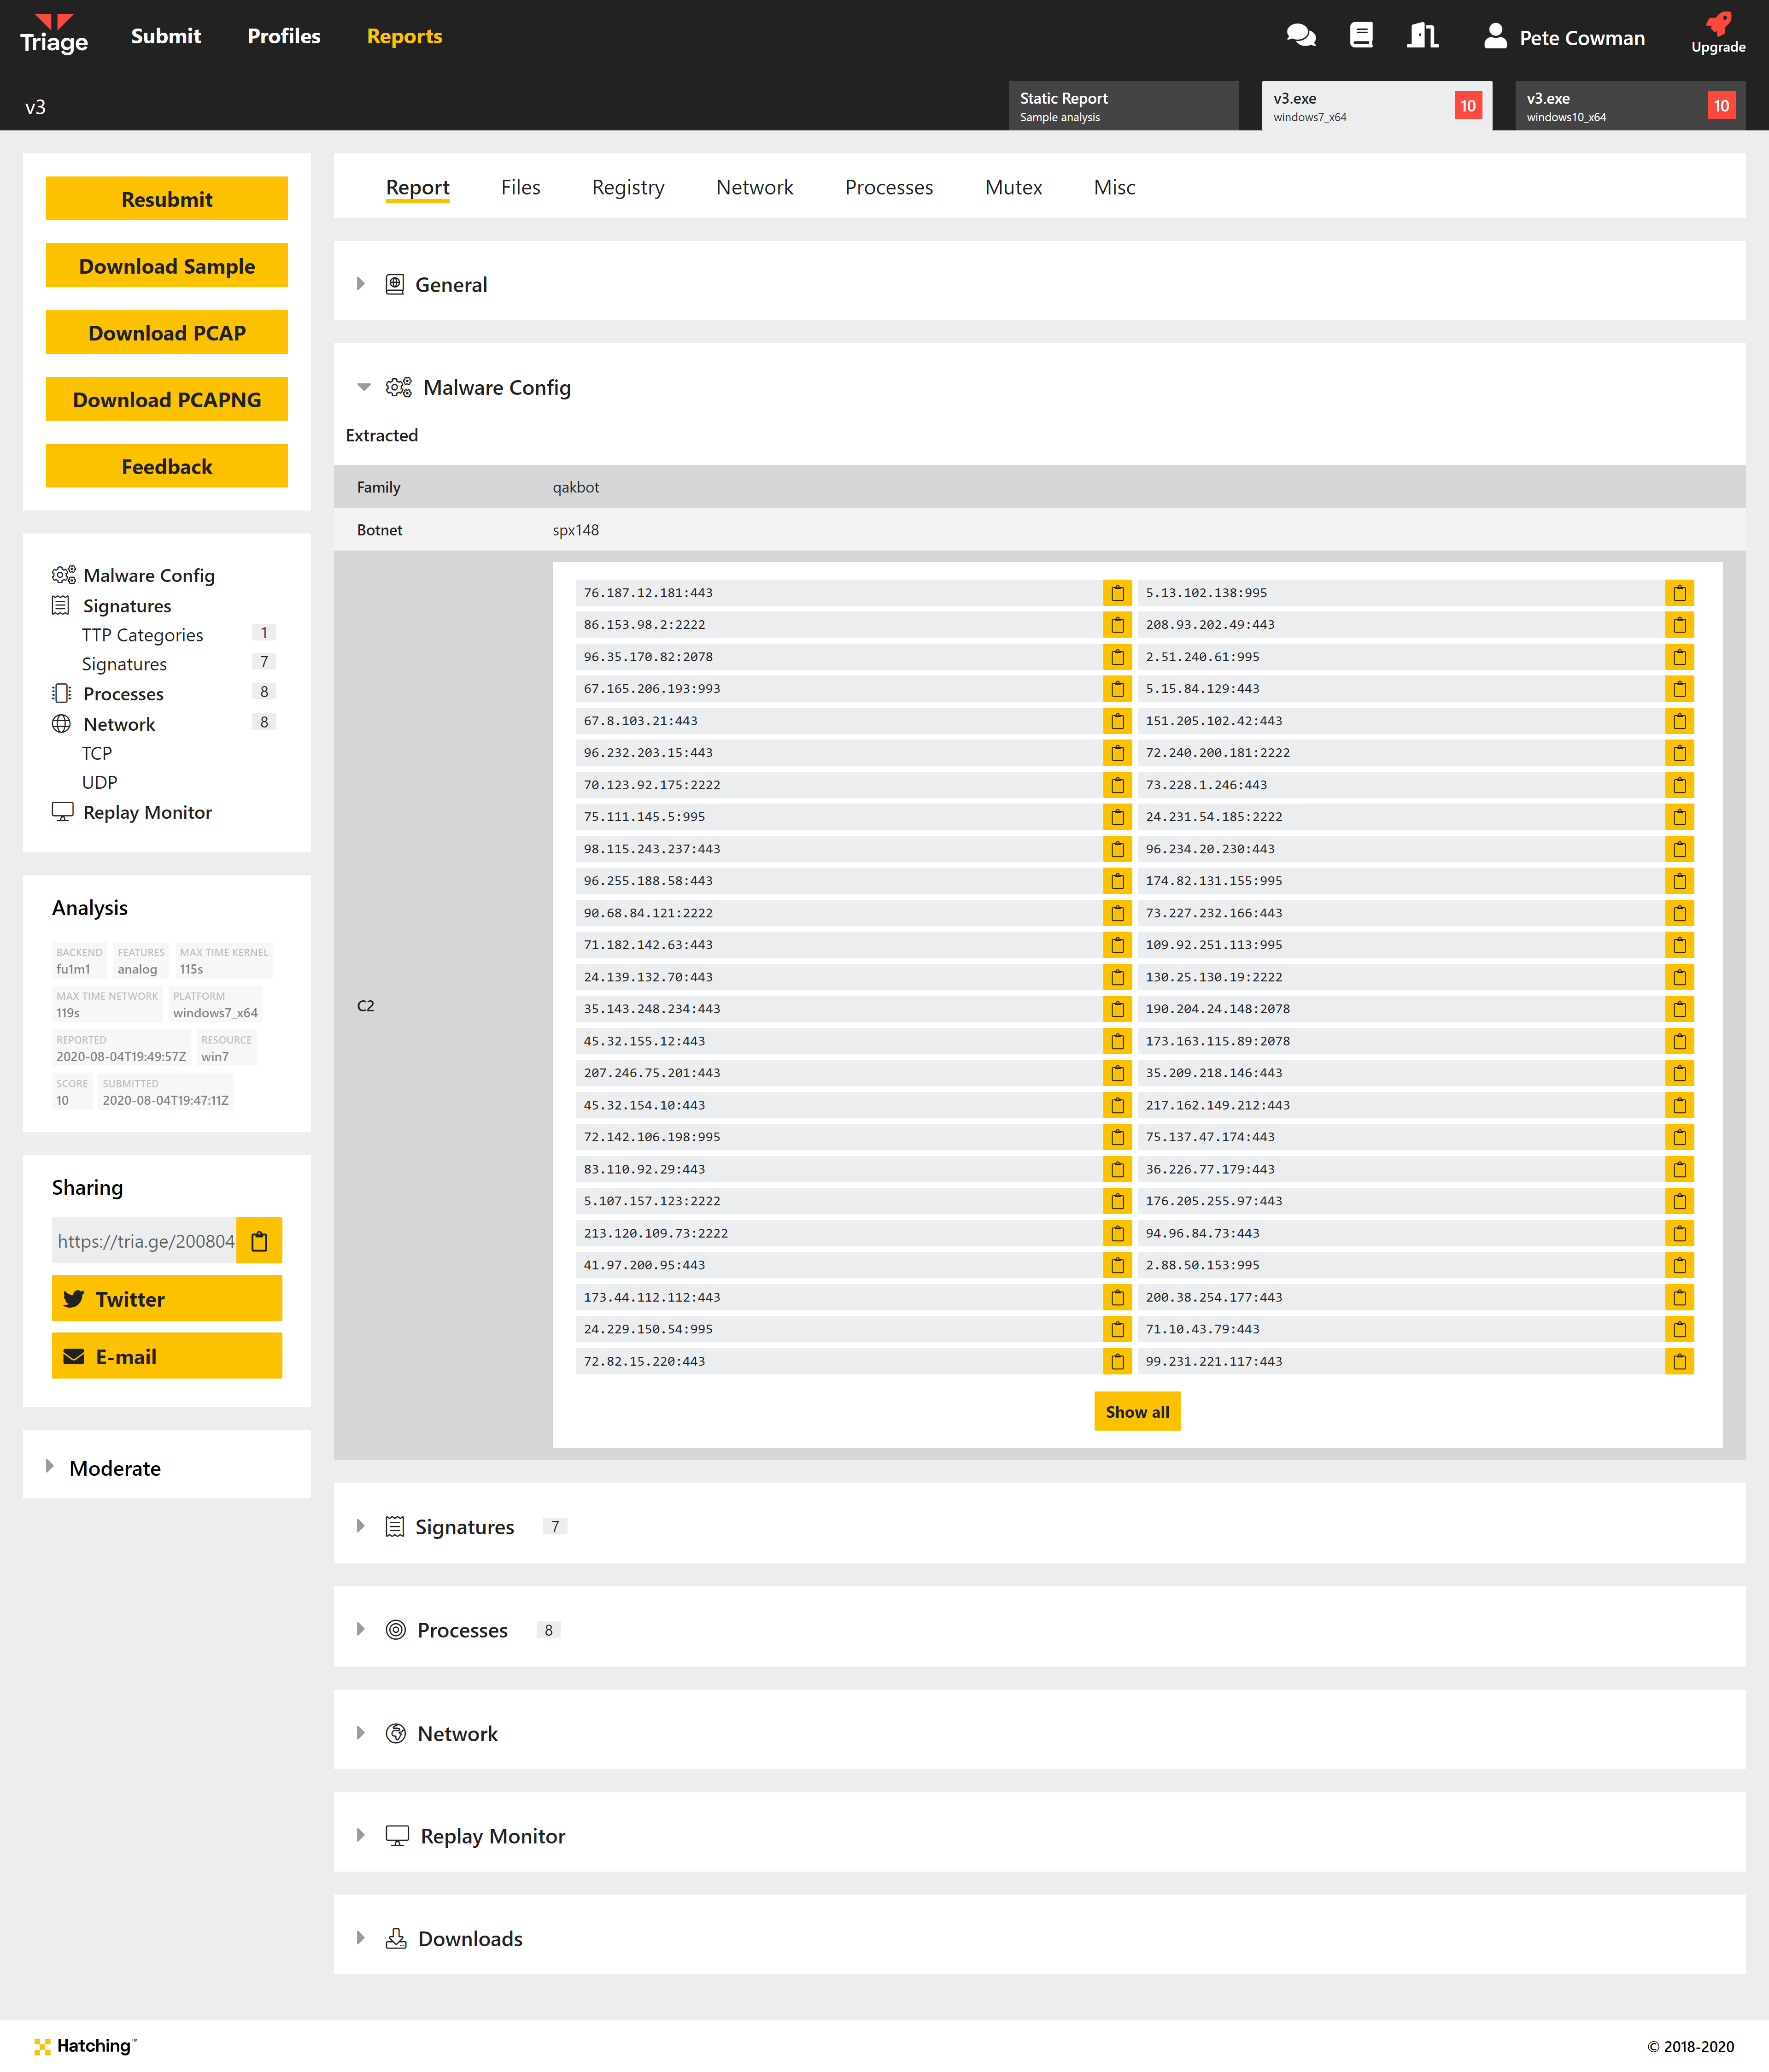 Triage
Submit
Profiles
Reports
Pete Cowman
Upgrade
v3
Static Report
Sample analysis
v3.exe
windows7_x64
10
v3.exe
windows10_x64
10
Resubmit
Download Sample
Download PCAP
Download PCAPNG
Feedback
Malware Config
Signatures
TTP Categories 1
Signatures 7
Processes 8
Network 8
TCP
UDP
Replay Monitor
Analysis
BACKEND
fu1m1
FEATURES
analog
MAX TIME KERNEL
115s
MAX TIME NETWORK
119s
PLATFORM
windows7_x64
REPORTED
2020-08-04T19:49:57Z
RESOURCE
win7
SCORE
10
SUBMITTED
2020-08-04T19:47:11Z
Sharing
https://tria.ge/200804
Twitter
E-mail
Moderate
Report
Files
Registry
Network
Processes
Mutex
Misc
General
Malware Config
Extracted
Family qakbot
Botnet spx148
C2
76.187.12.181:443 5.13.102.138:995
86.153.98.2:2222 208.93.202.49:443
96.35.170.82:2078 2.51.240.61:995
67.165.206.193:993 5.15.84.129:443
67.8.103.21:443 151.205.102.42:443
96.232.203.15:443 72.240.200.181:2222
70.123.92.175:2222 73.228.1.246:443
75.111.145.5:995 24.231.54.185:2222
98.115.243.237:443 96.234.20.230:443
96.255.188.58:443 174.82.131.155:995
90.68.84.121:2222 73.227.232.166:443
71.182.142.63:443 109.92.251.113:995
24.139.132.70:443 130.25.130.19:2222
35.143.248.234:443 190.204.24.148:2078
45.32.155.12:443 173.163.115.89:2078
207.246.75.201:443 35.209.218.146:443
45.32.154.10:443 217.162.149.212:443
72.142.106.198:995 75.137.47.174:443
83.110.92.29:443 36.226.77.179:443
5.107.157.123:2222 176.205.255.97:443
213.120.109.73:2222 94.96.84.73:443
41.97.200.95:443 2.88.50.153:995
173.44.112.112:443 200.38.254.177:443
24.229.150.54:995 71.10.43.79:443
72.82.15.220:443 99.231.221.117:443
Show all
Signatures 7
Processes 8
Network
Replay Monitor
Downloads
Hatching™
© 2018-2020